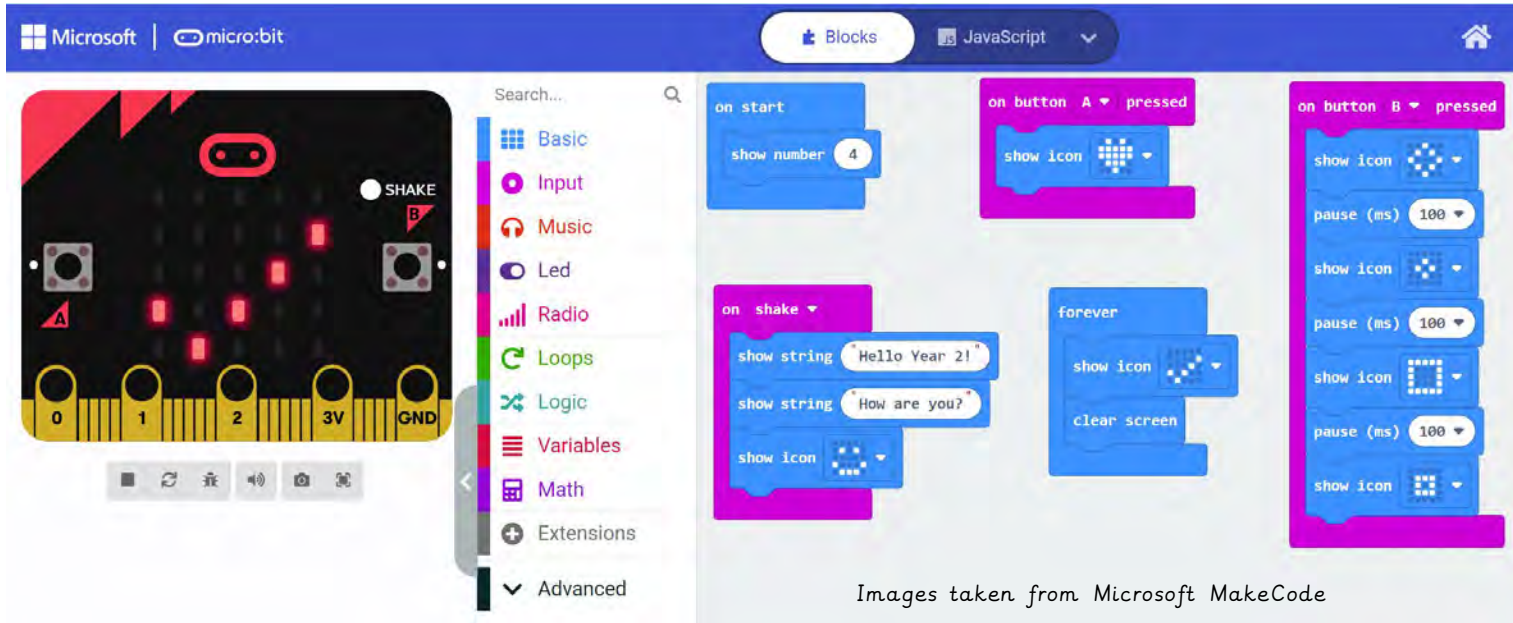 Microsoft | micro:bit
Blocks
JS JavaScript
SHAKE
B
A
0 1 2 3V GND
Search...
Basic
Input
Music
Led
Radio
Loops
Logic
Variables
Math
Extensions
Advanced
on start
show number 4
on button A pressed
show icon
on button B pressed
show icon
pause (ms) 100
show icon
pause (ms) 100
show icon
pause (ms) 100
show icon
on shake
show string "Hello Year 2!"
show string "How are you?"
show icon
forever
show icon
clear screen
Images taken from Microsoft MakeCode